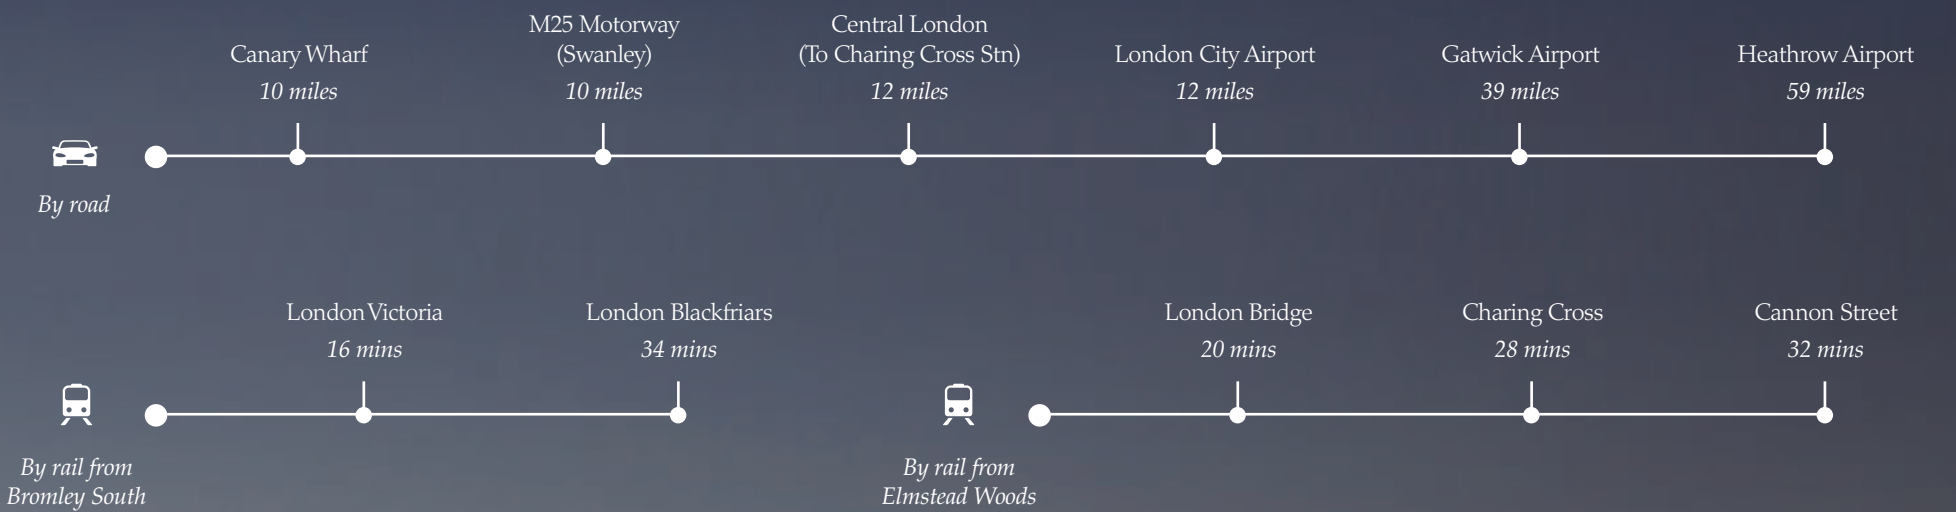 Canary Wharf
10 miles
M25 Motorway
(Swanley)
10 miles
Central London
(To Charing Cross Stn)
12 miles
London City Airport
12 miles
Gatwick Airport
39 miles
Heathrow Airport
59 miles
By road
London Victoria
16 mins
London Blackfriars
34 mins
By rail from
Bromley South
London Bridge
20 mins
Charing Cross
28 mins
Cannon Street
32 mins
By rail from
Elmstead Woods